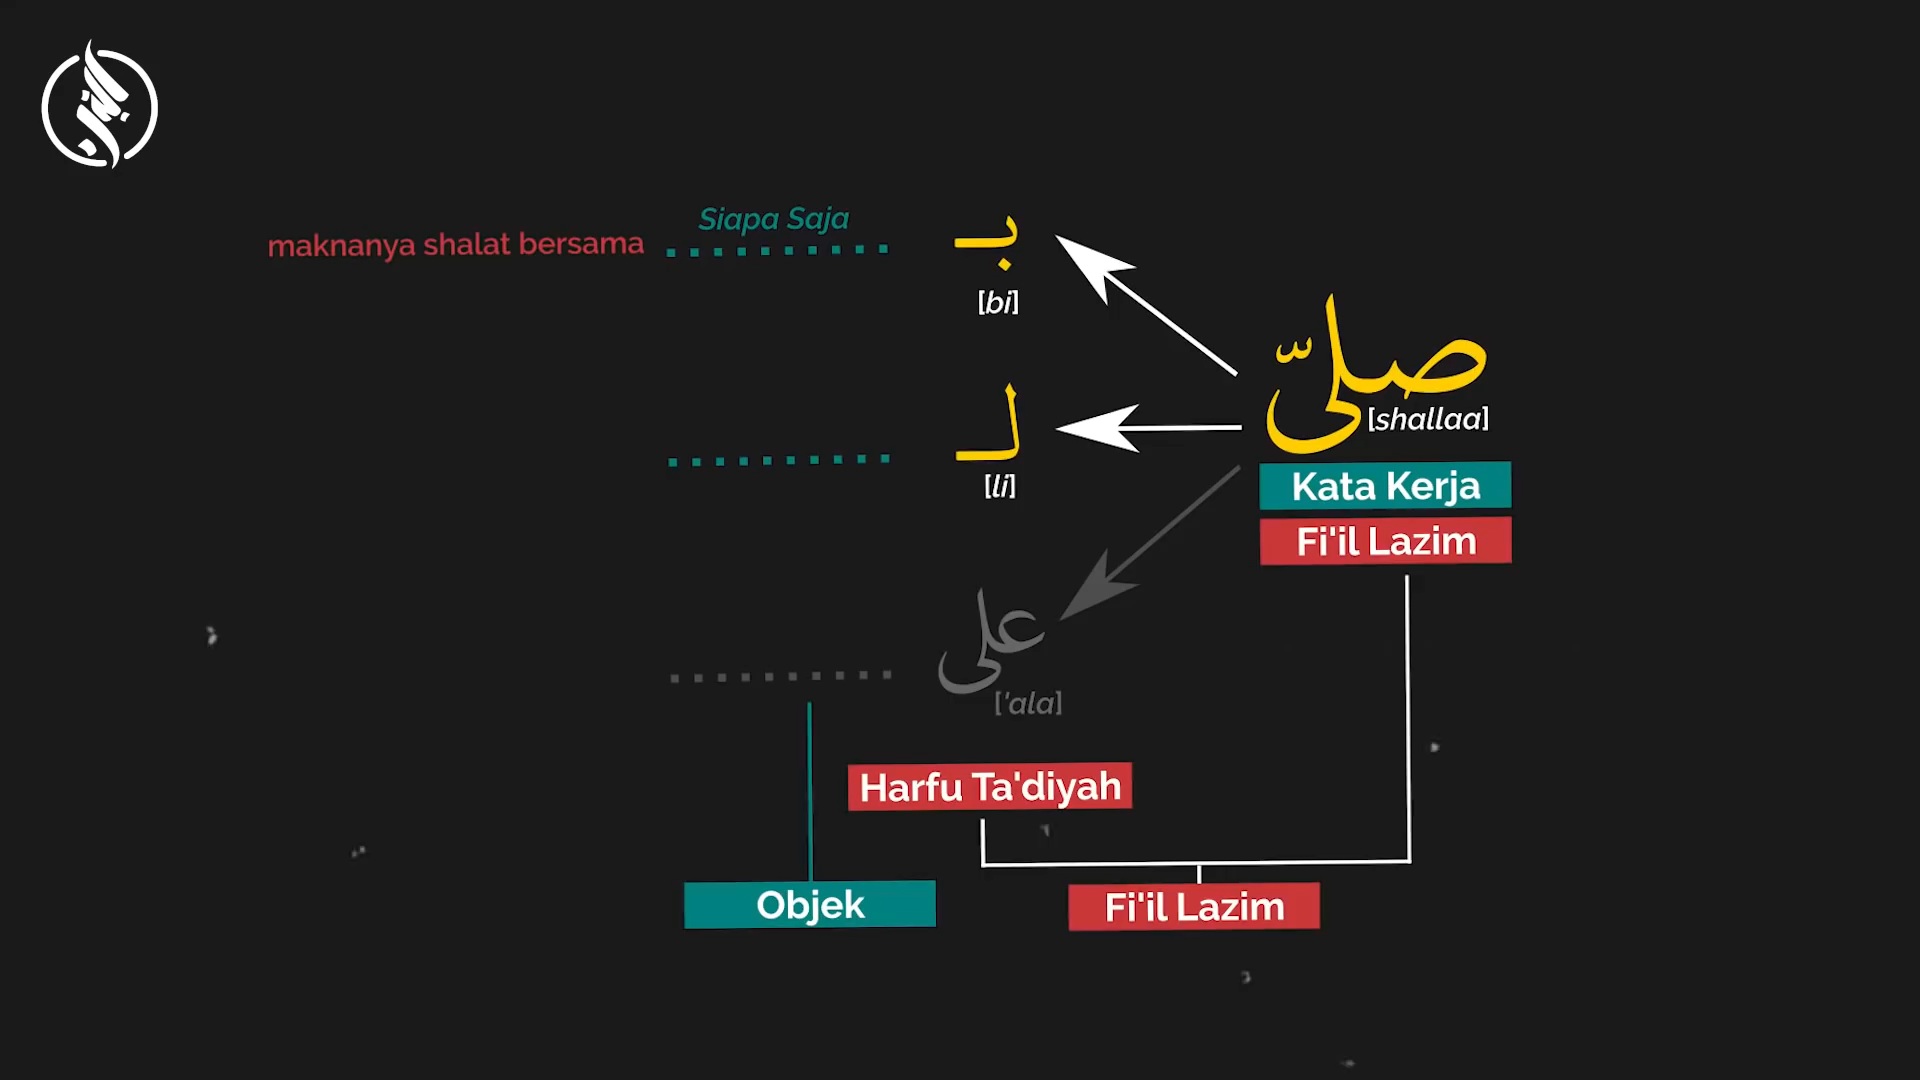 Siapa Saja
maknanya shalat bersama
بـ
[bi]
صلىّ
[shallaa]
لـ
[li]
Kata Kerja
Fi'il Lazim
على
['ala]
Harfu Ta'diyah
Objek
Fi'il Lazim